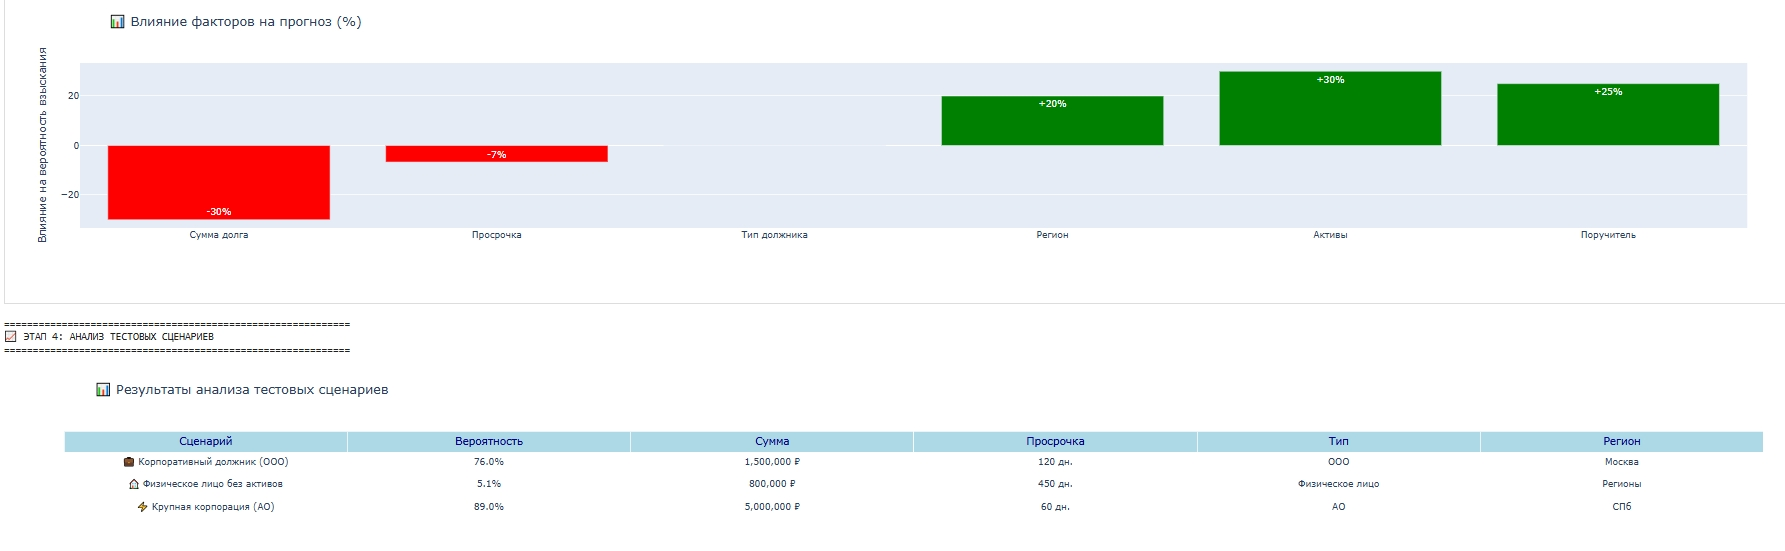 📊 Влияние факторов на прогноз (%)
Влияние на вероятность взыскания
20
0
−20
-30%
-7%
+20%
+30%
+25%
Сумма долга Просрочка Тип должника Регион Активы Поручитель
============================================================
📈 ЭТАП 4: АНАЛИЗ ТЕСТОВЫХ СЦЕНАРИЕВ
============================================================
📊 Результаты анализа тестовых сценариев
Сценарий Вероятность Сумма Просрочка Тип Регион
💼 Корпоративный должник (ООО) 76.0% 1,500,000 ₽ 120 дн. ООО Москва
🏠 Физическое лицо без активов 5.1% 800,000 ₽ 450 дн. Физическое лицо Регионы
⚡ Крупная корпорация (АО) 89.0% 5,000,000 ₽ 60 дн. АО СПб